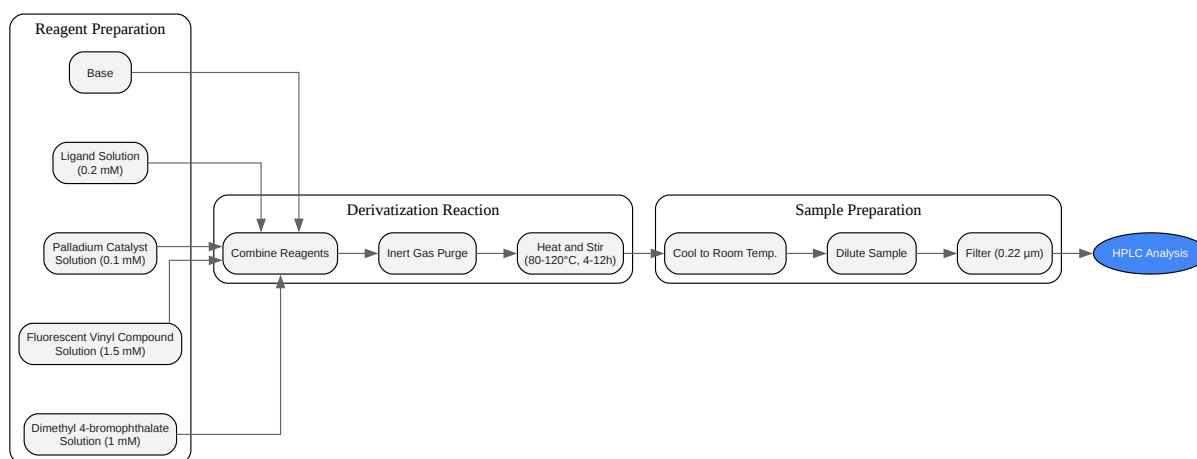 Reagent Preparation
Base
Ligand Solution
(0.2 mM)
Palladium Catalyst
Solution (0.1 mM)
Fluorescent Vinyl Compound
Solution (1.5 mM)
Dimethyl 4-bromophthalate
Solution (1 mM)
Derivatization Reaction
Combine Reagents
Inert Gas Purge
Heat and Stir
(80-120°C, 4-12h)
Sample Preparation
Cool to Room Temp.
Dilute Sample
Filter (0.22 µm)
HPLC Analysis